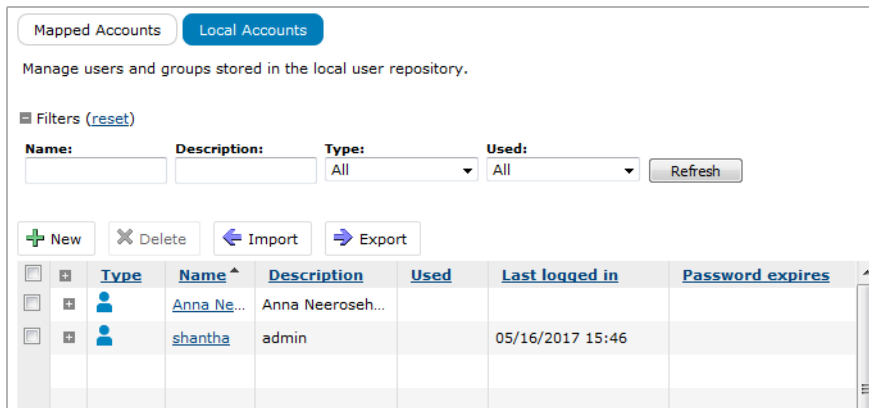 Mapped Accounts Local Accounts
Manage users and groups stored in the local user repository.
Filters (reset)
Name: Description: Type: Used:
All All Refresh
New Delete Import Export
Type Name Description Used Last logged in Password expires
Anna Ne... Anna Neeroseh...
shantha admin 05/16/2017 15:46